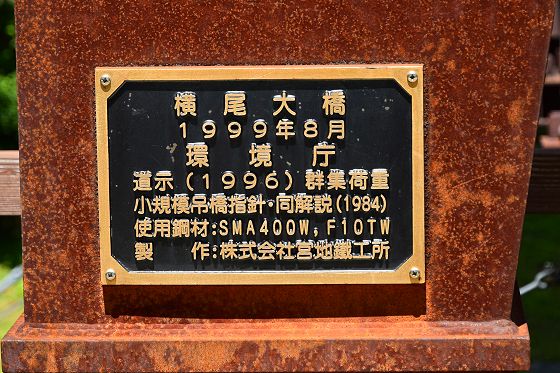 横尾大橋
1999年8月
環境庁
道示(1996)群集荷重
小規模吊橋指針・同解説(1984)
使用鋼材:SMA400W,F10TW
製作:株式会社宮地鐵工所